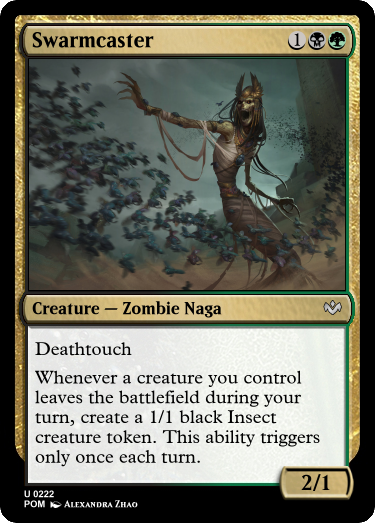 Swarmcaster 1
Creature — Zombie Naga
Deathtouch
Whenever a creature you control
leaves the battlefield during your
turn, create a 1/1 black Insect
creature token. This ability triggers
only once each turn.
2/1
U 0222
POM Alexandra Zhao